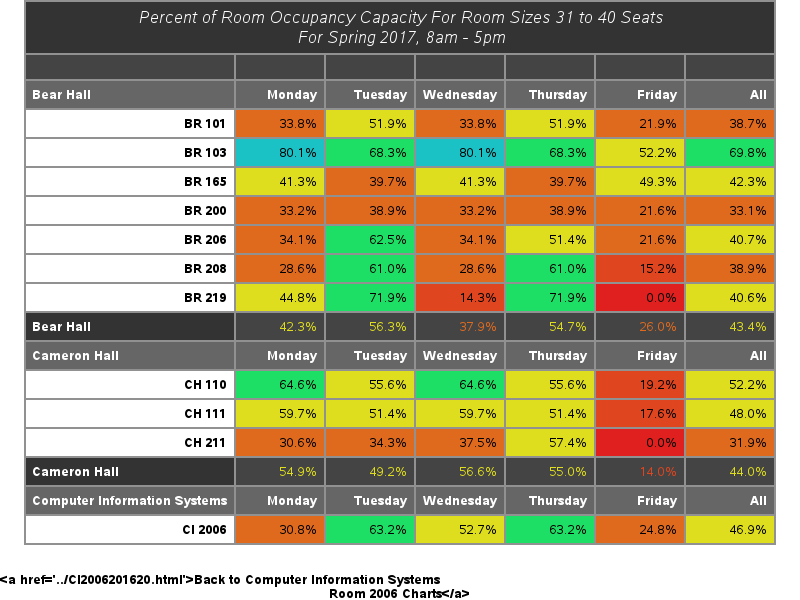 Percent of Room Occupancy Capacity For Room Sizes 31 to 40 Seats
For Spring 2017, 8am - 5pm
Bear Hall Monday Tuesday Wednesday Thursday Friday All
BR 101 33.8% 51.9% 33.8% 51.9% 21.9% 38.7%
BR 103 80.1% 68.3% 80.1% 68.3% 52.2% 69.8%
BR 165 41.3% 39.7% 41.3% 39.7% 49.3% 42.3%
BR 200 33.2% 38.9% 33.2% 38.9% 21.6% 33.1%
BR 206 34.1% 62.5% 34.1% 51.4% 21.6% 40.7%
BR 208 28.6% 61.0% 28.6% 61.0% 15.2% 38.9%
BR 219 44.8% 71.9% 14.3% 71.9% 0.0% 40.6%
Bear Hall 42.3% 56.3% 37.9% 54.7% 26.0% 43.4%
Cameron Hall Monday Tuesday Wednesday Thursday Friday All
CH 110 64.6% 55.6% 64.6% 55.6% 19.2% 52.2%
CH 111 59.7% 51.4% 59.7% 51.4% 17.6% 48.0%
CH 211 30.6% 34.3% 37.5% 57.4% 0.0% 31.9%
Cameron Hall 54.9% 49.2% 56.6% 55.0% 14.0% 44.0%
Computer Information Systems Monday Tuesday Wednesday Thursday Friday All
CI 2006 30.8% 63.2% 52.7% 63.2% 24.8% 46.9%
<a href='../CI2006201620.html'>Back to Computer Information Systems
Room 2006 Charts</a>